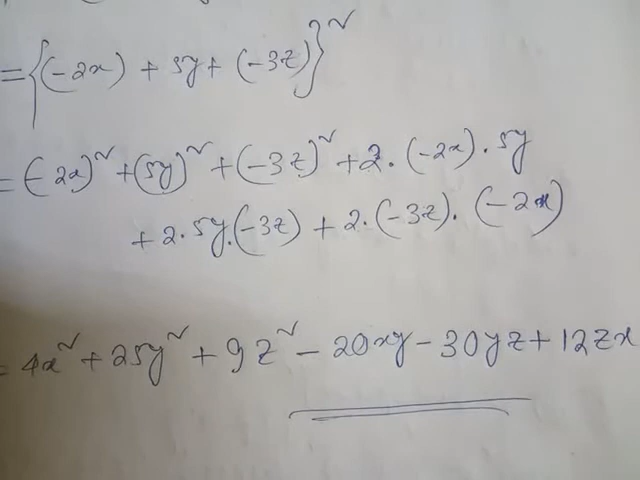 ={(-2x) + 5y + (-3z)}²
= (-2x)² + (5y)² + (-3z)² + 2. (-2x) . 5y
+ 2. 5y.(-3z) + 2. (-3z). (-2x)
= 4x² + 25y² + 9z² - 20xy - 30yz + 12zx